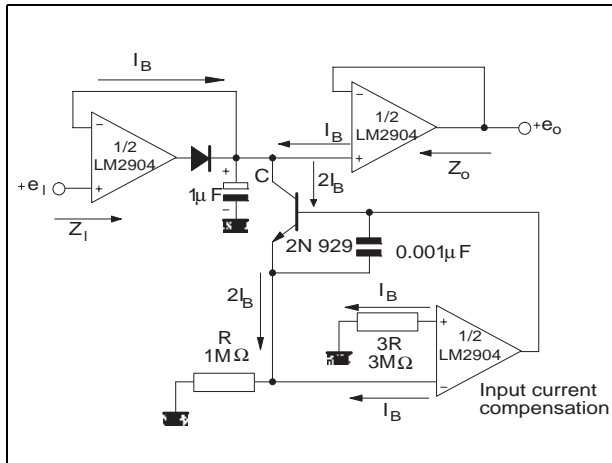 I_B
1/2
LM2904
+e_I
Z_I
C
1µF
I_B
2I_B
1/2
LM2904
+e_o
Z_o
2N 929
0.001µF
2I_B
R
1MΩ
I_B
3R
3MΩ
1/2
LM2904
I_B
Input current
compensation